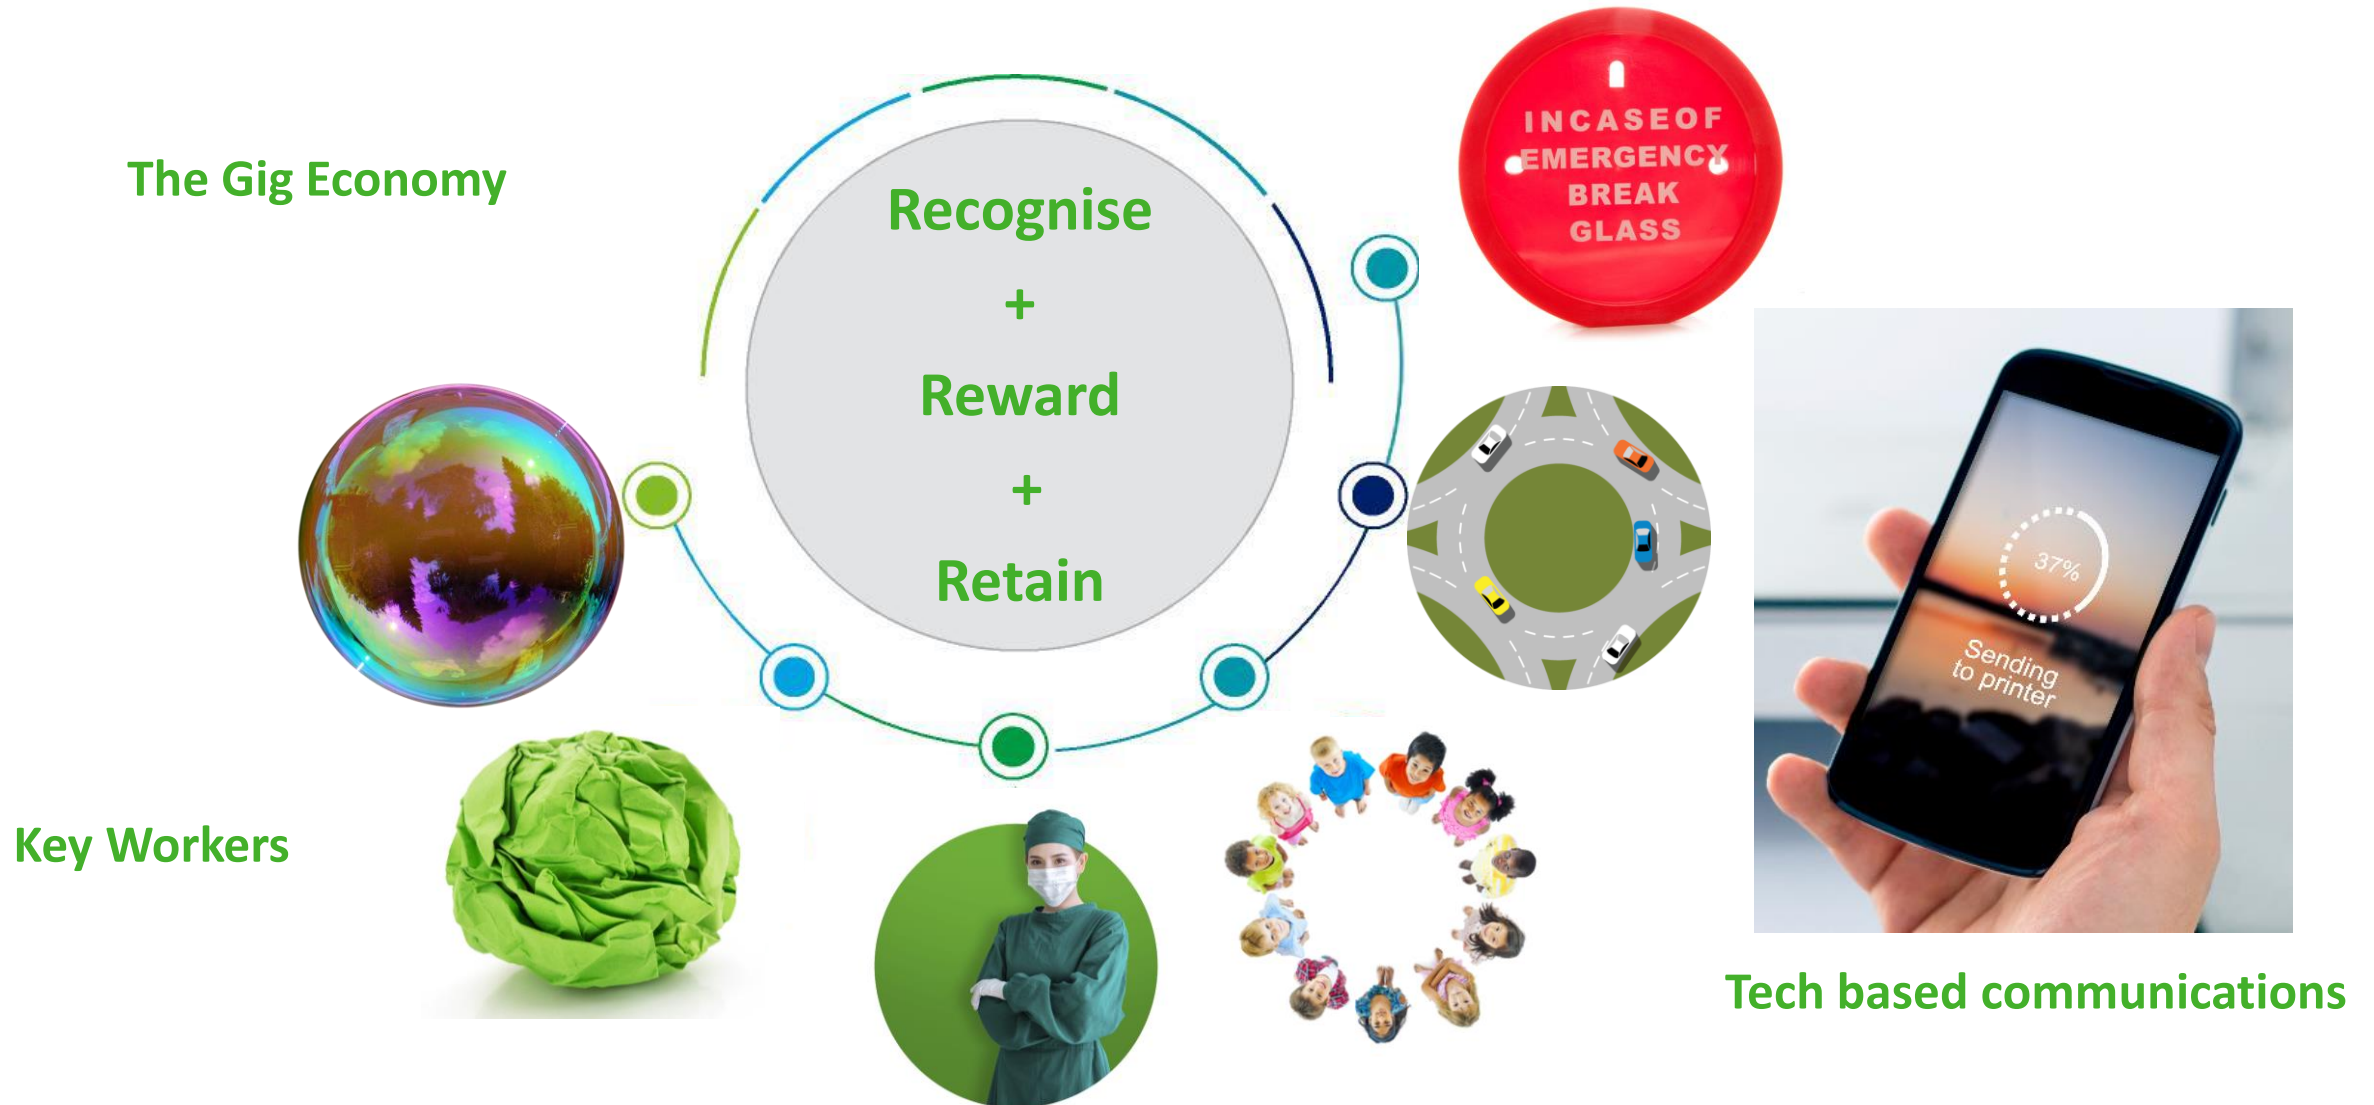 The Gig Economy
Recognise
+
Reward
+
Retain
INCASEOF
EMERGENCY
BREAK
GLASS
37%
Sending
to printer
Key Workers
Tech based communications